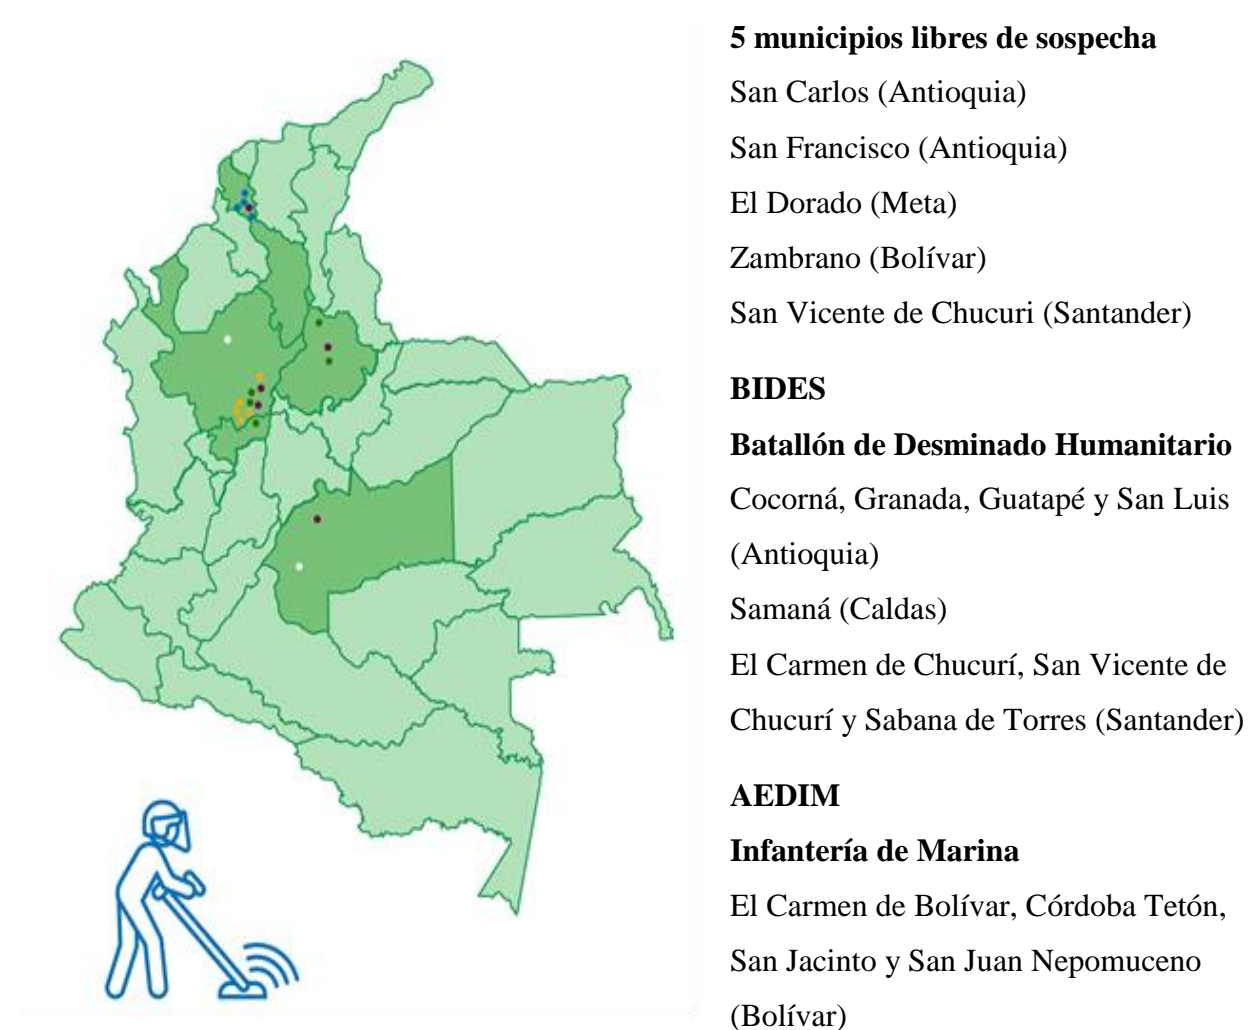 5 municipios libres de sospecha
San Carlos (Antioquia)
San Francisco (Antioquia)
El Dorado (Meta)
Zambrano (Bolívar)
San Vicente de Chucuri (Santander)
BIDES
Batallón de Desminado Humanitario
Cocorná, Granada, Guatapé y San Luis
(Antioquia)
Samaná (Caldas)
El Carmen de Chucurí, San Vicente de
Chucurí y Sabana de Torres (Santander)
AEDIM
Infantería de Marina
El Carmen de Bolívar, Córdoba Tetón,
San Jacinto y San Juan Nepomuceno
(Bolívar)